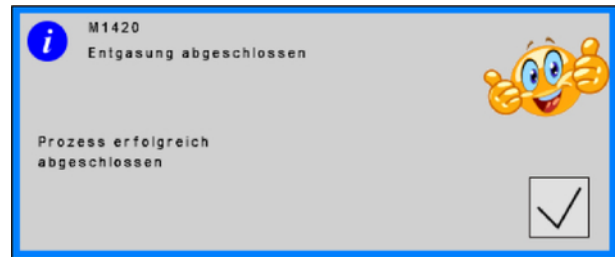 i
M1420
Entgasung abgeschlossen
Prozess erfolgreich
abgeschlossen